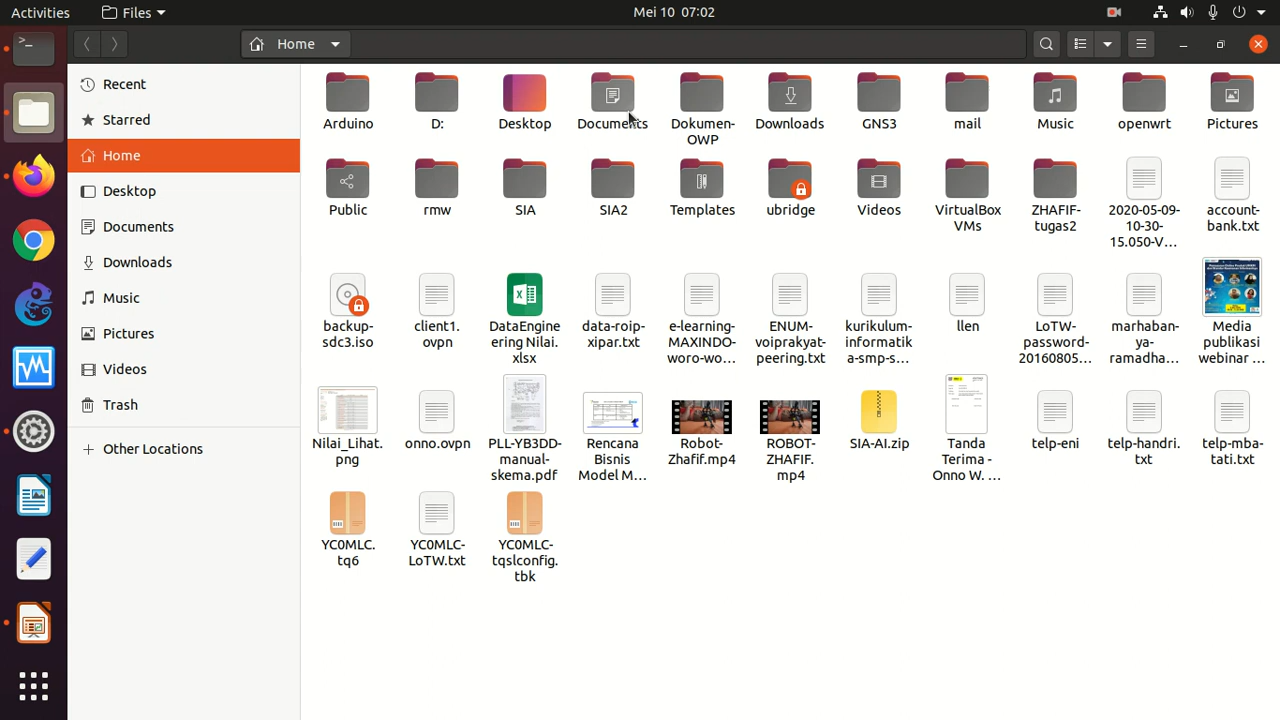 Activities
Files
Mei 10 07:02
Home
Recent
Starred
Home
Desktop
Documents
Downloads
Music
Pictures
Videos
Trash
Other Locations
Arduino
D:
Desktop
Documents
Dokumen-
OWP
Downloads
GNS3
mail
Music
openwrt
Pictures
Public
rmw
SIA
SIA2
Templates
ubridge
Videos
VirtualBox
VMs
ZHAFIF-
tugas2
2020-05-09-
10-30-
15.050-V...
account-
bank.txt
backup-
sdc3.iso
client1.
ovpn
DataEngine
ering Nilai.
xlsx
data-roip-
xipar.txt
e-learning-
MAXINDO-
woro-wo...
ENUM-
voiprakyat-
peering.txt
kurikulum-
informatik
a-smp-s...
llen
LoTW-
password-
20160805...
marhaban-
ya-
ramadha...
Media
publikasi
webinar ...
Nilai_Lihat.
png
onno.ovpn
PLL-YB3DD-
manual-
skema.pdf
Rencana
Bisnis
Model M...
Robot-
Zhafif.mp4
ROBOT-
ZHAFIF.
mp4
SIA-AI.zip
Tanda
Terima -
Onno W. ...
telp-eni
telp-handri.
txt
telp-mba-
tati.txt
YC0MLC.
tq6
YC0MLC-
LoTW.txt
YC0MLC-
tqslconfig.
tbk